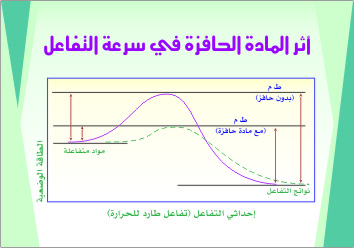 أثر المادة الحافزة في سرعة التفاعل
ط م
(بدون حافز)
ط م
(مع مادة حافزة)
مواد متفاعلة
نواتج التفاعل
الطاقة الوضعية
إحداثي التفاعل (تفاعل طارد للحرارة)